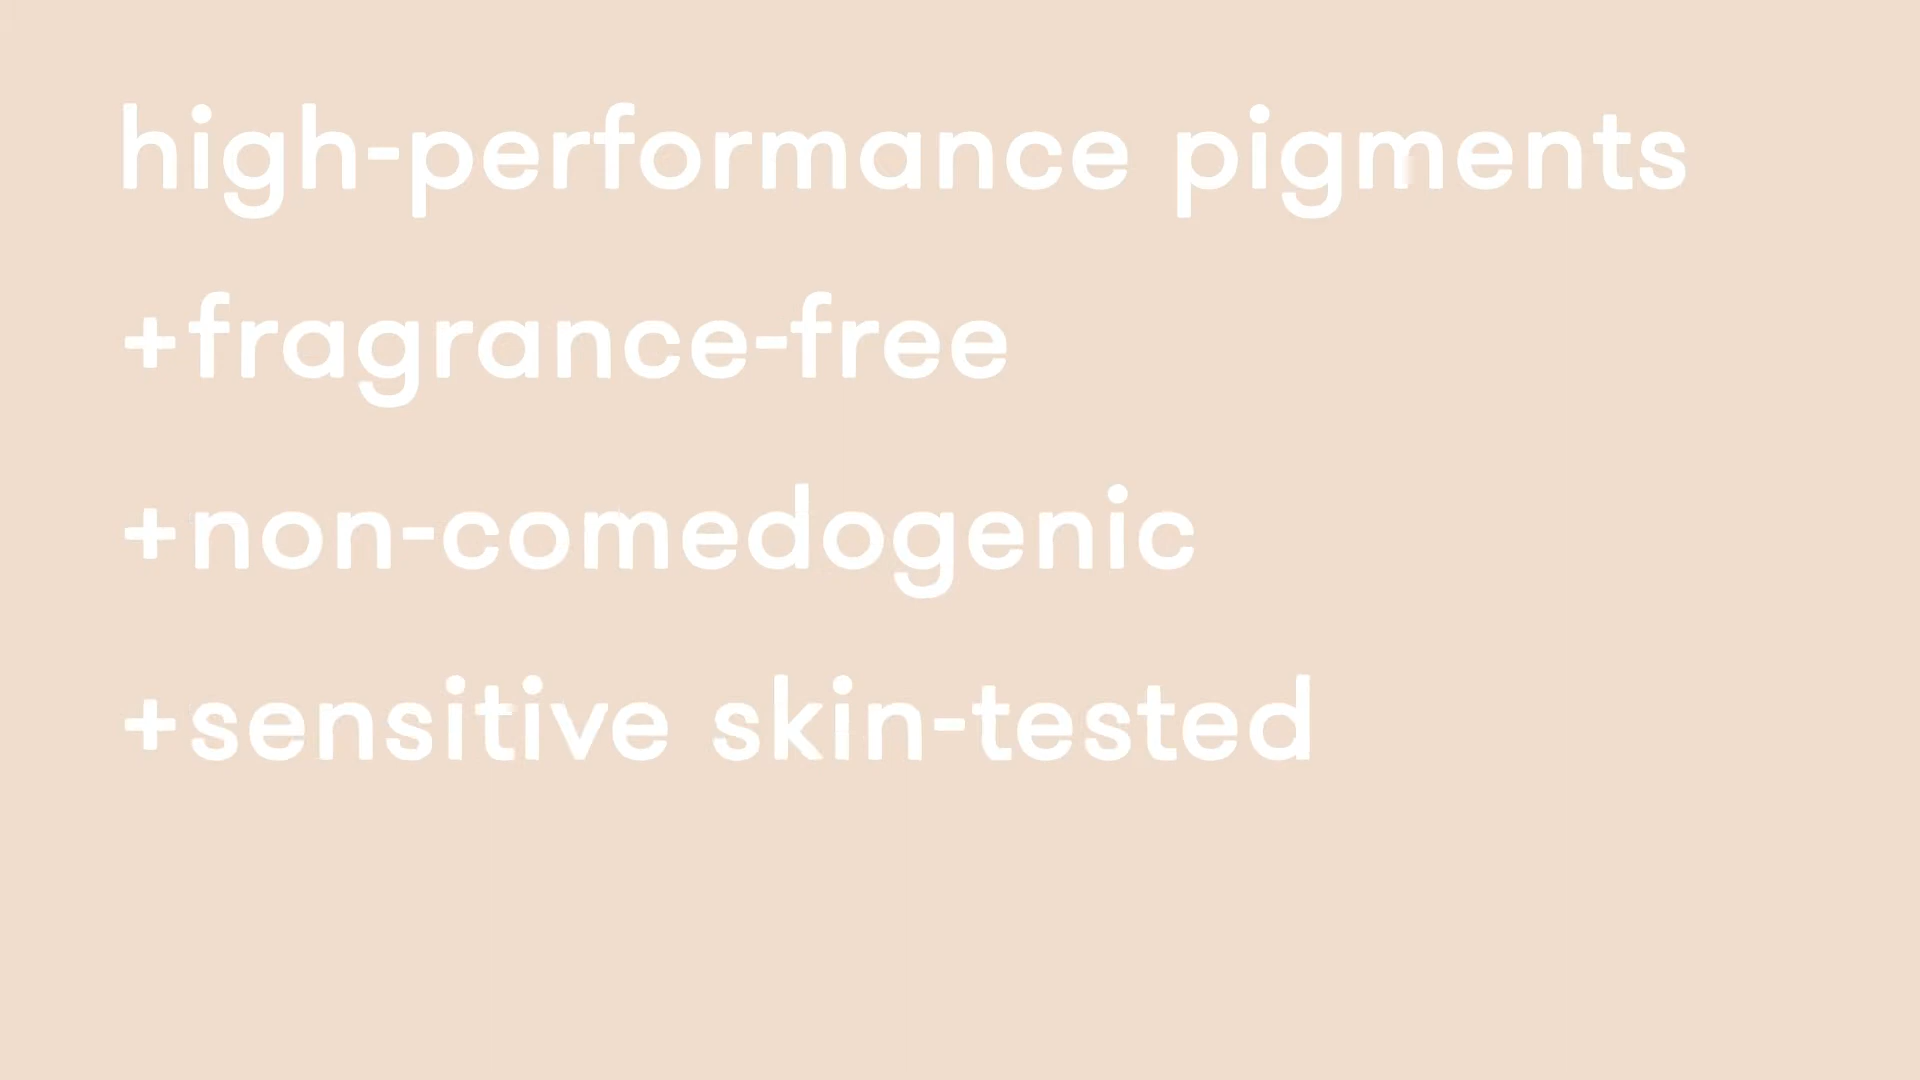 high-performance pigments
+fragrance-free
+non-comedogenic
+sensitive skin-tested